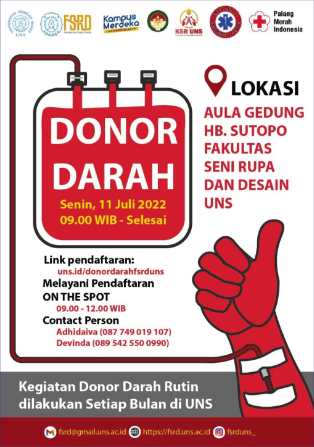 FSRD
Kampus
Merdeka
KSR UNS
Palang
Merah
Indonesia
DONOR
DARAH
Senin, 11 Juli 2022
09.00 WIB - Selesai
LOKASI
AULA GEDUNG
HB. SUTOPO
FAKULTAS
SENI RUPA
DAN DESAIN
UNS
Link pendaftaran:
uns.id/donordarahfsrduns
Melayani Pendaftaran
ON THE SPOT
09.00 - 12.00 WIB
Contact Person
Adhidaiva (087 749 019 107)
Devinda (089 542 550 0990)
Kegiatan Donor Darah Rutin
dilakukan Setiap Bulan di UNS
fsrd@gmail.uns.ac.id
https://fsrd.uns.ac.id
fsrduns_